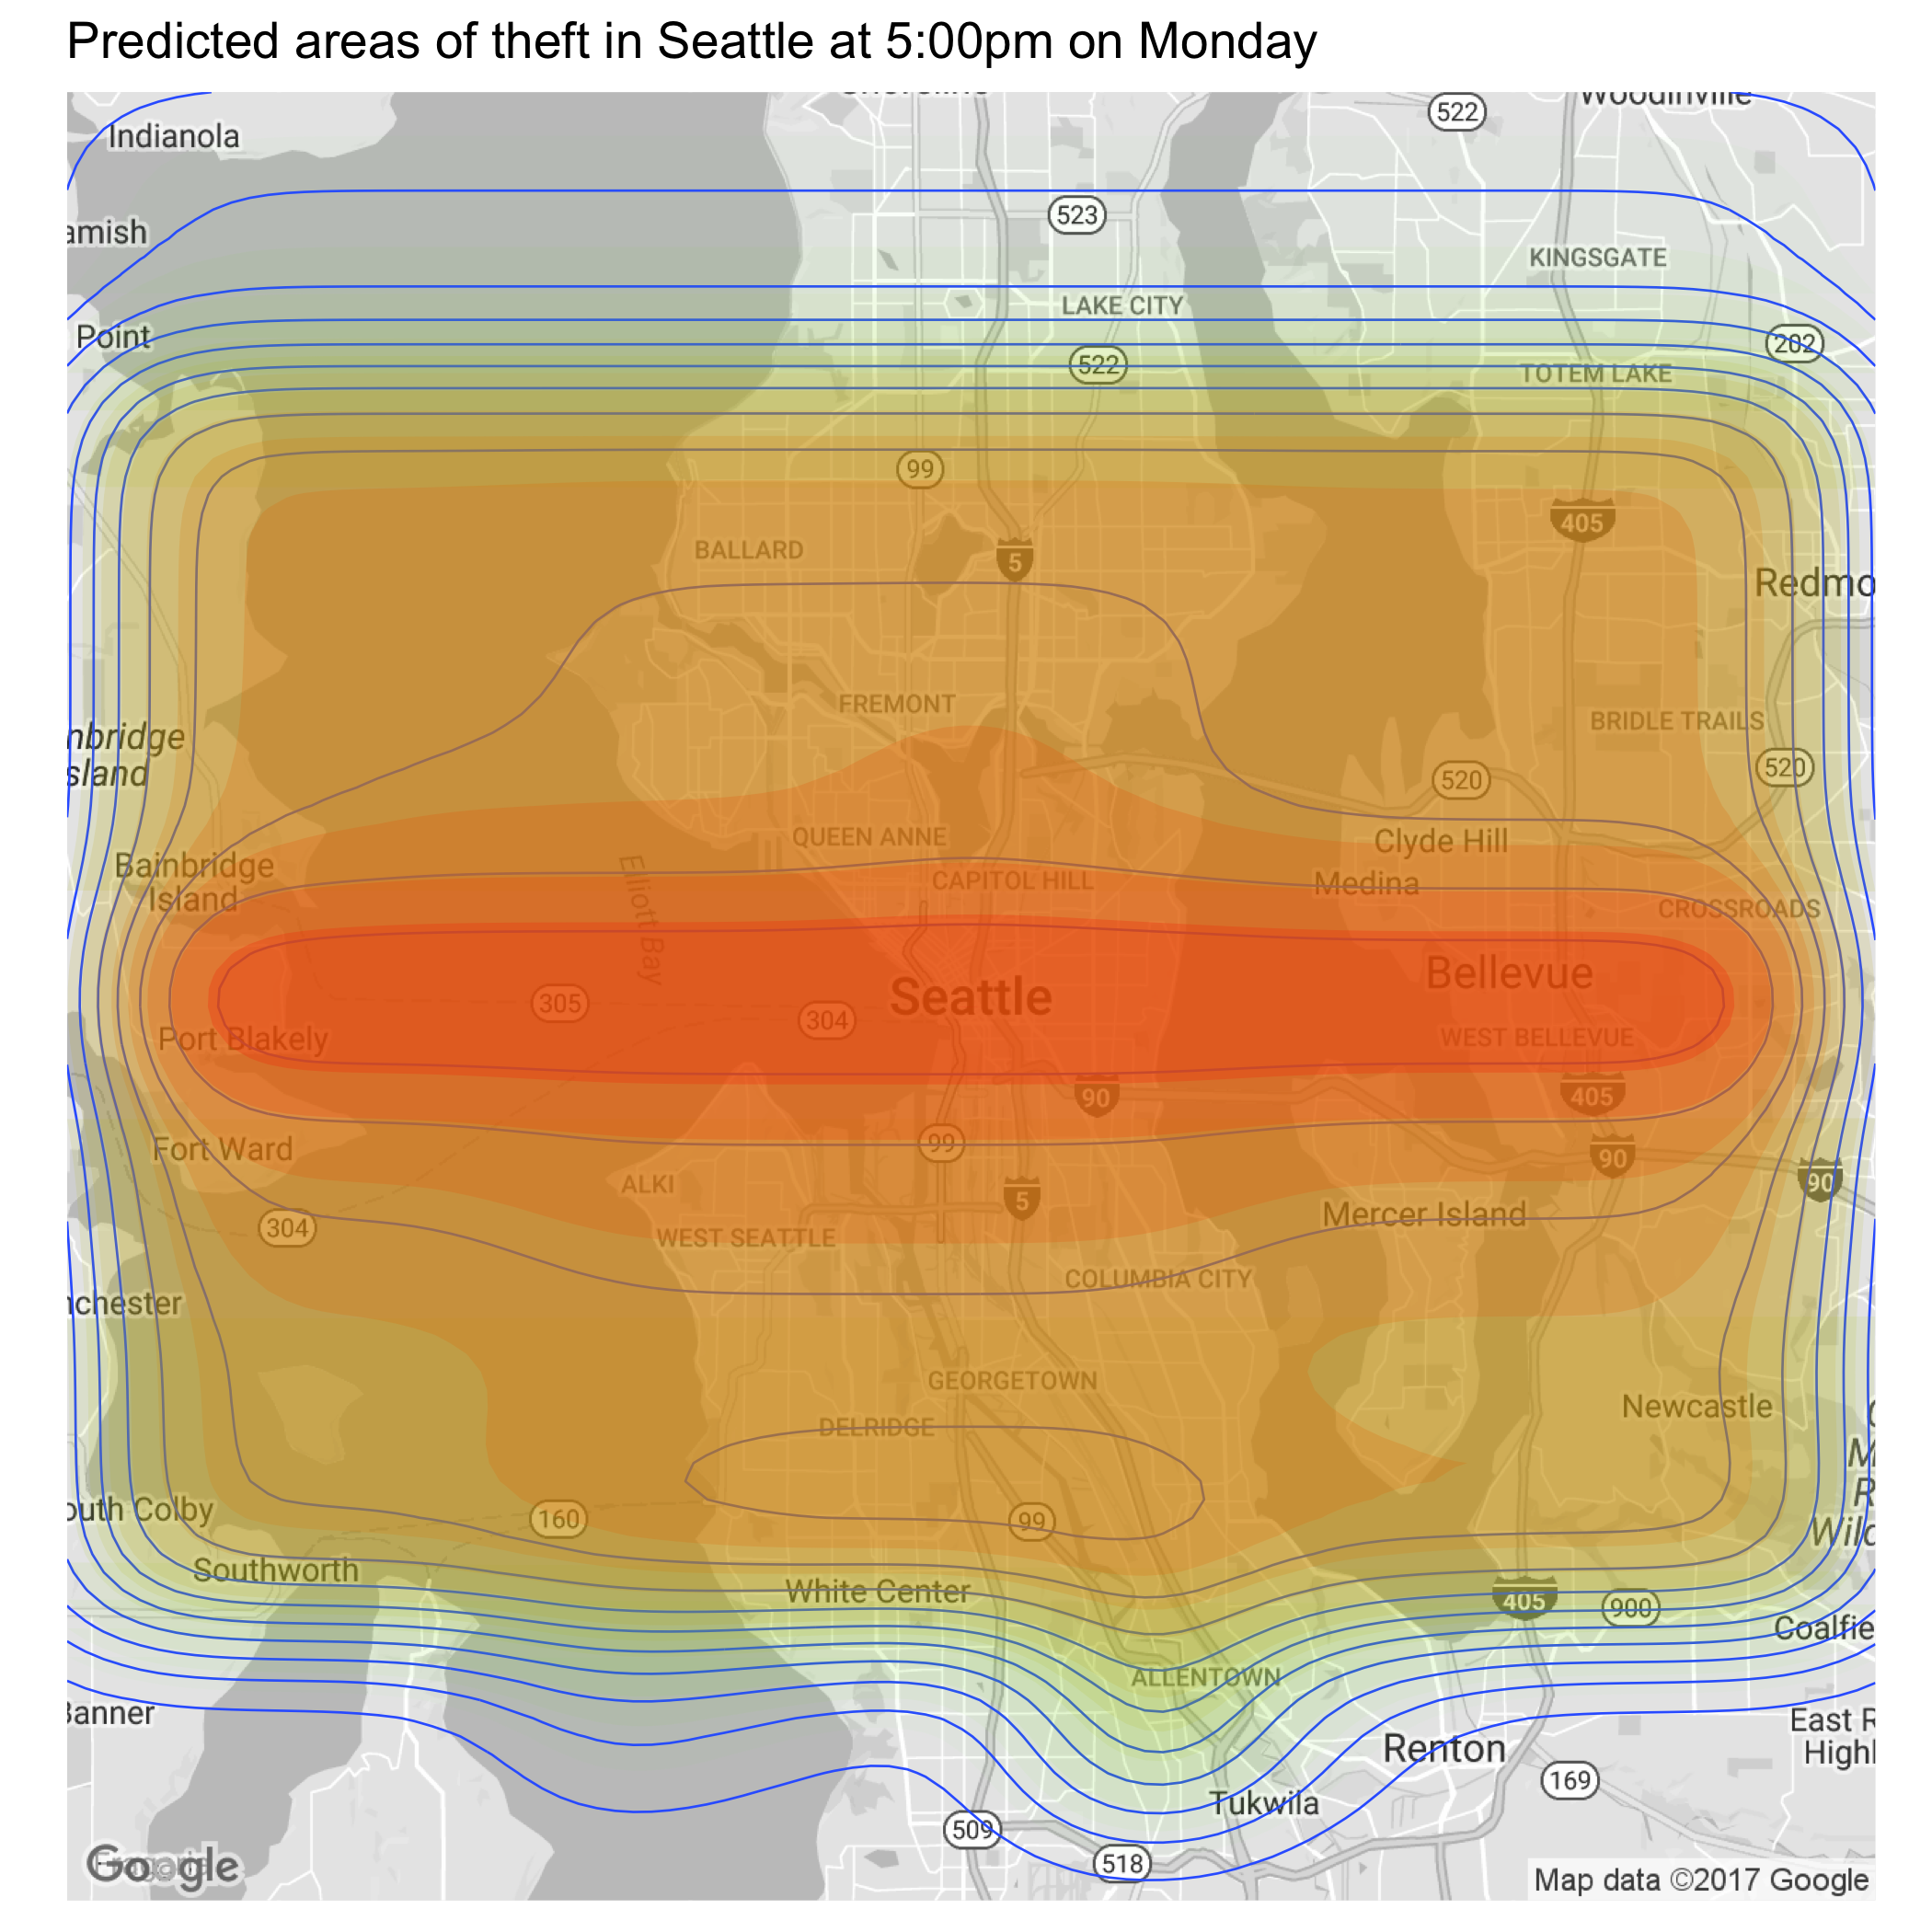 Predicted areas of theft in Seattle at 5:00pm on Monday
522
Woodinville
Indianola
523
amish
KINGSGATE
LAKE CITY
Point
202
522
TOTEM LAKE
99
405
BALLARD
5
Redmo
FREMONT
BRIDLE TRAILS
nbridge
sland
520
520
QUEEN ANNE
Clyde Hill
Bainbridge
Island
Elliott Bay
CAPITOL HILL
Medina
CROSSROADS
Bellevue
Seattle
305
304
Port Blakely
WEST BELLEVUE
90
405
99
Fort Ward
90
90
ALKI
5
304
WEST SEATTLE
Mercer Island
COLUMBIA CITY
nchester
GEORGETOWN
Newcastle
DELRIDGE
M
R
Wild
outh Colby
160
99
Southworth
White Center
405
900
Coalfie
ALLENTOWN
Banner
East R
Highl
Renton
169
Tukwila
509
518
Google
Map data ©2017 Google